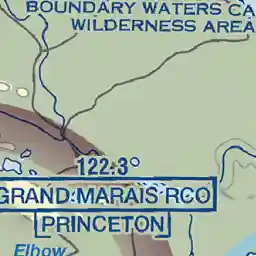 BOUNDARY WATERS CA
WILDERNESS AREA
122.3°
GRAND MARAIS RCO
PRINCETON
Elbow